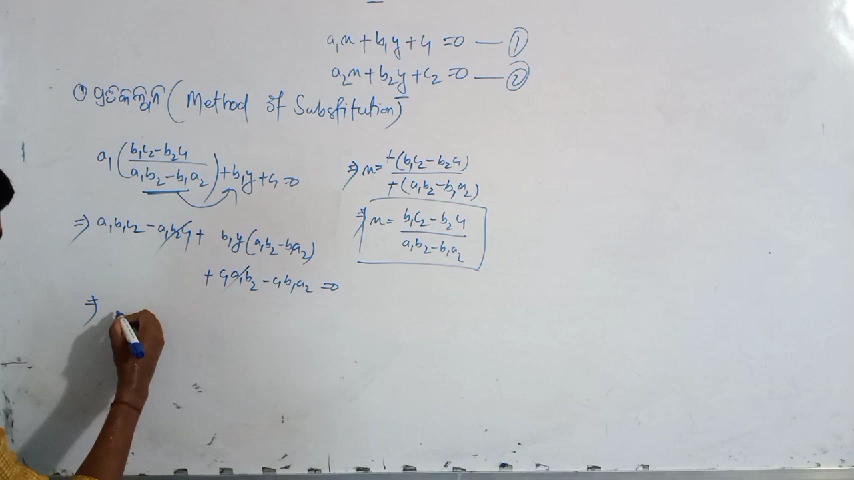 a₁x + b₁y + c₁ = 0 — ①
a₂x + b₂y + c₂ = 0 — ②
① (Method of Substitution)
a₁((b₁c₂ - b₂c₁)/(a₁b₂ - b₁a₂)) + b₁y + c₁ = 0
⇒ a₁b₁c₂ - a₁b₂c₁ + b₁y(a₁b₂ - b₁a₂)
+ c₁a₁b₂ - c₁b₁a₂ = 0
⇒
⇒ x = +(b₁c₂ - b₂c₁)/+(a₁b₂ - b₁a₂)
⇒ x = (b₁c₂ - b₂c₁)/(a₁b₂ - b₁a₂)